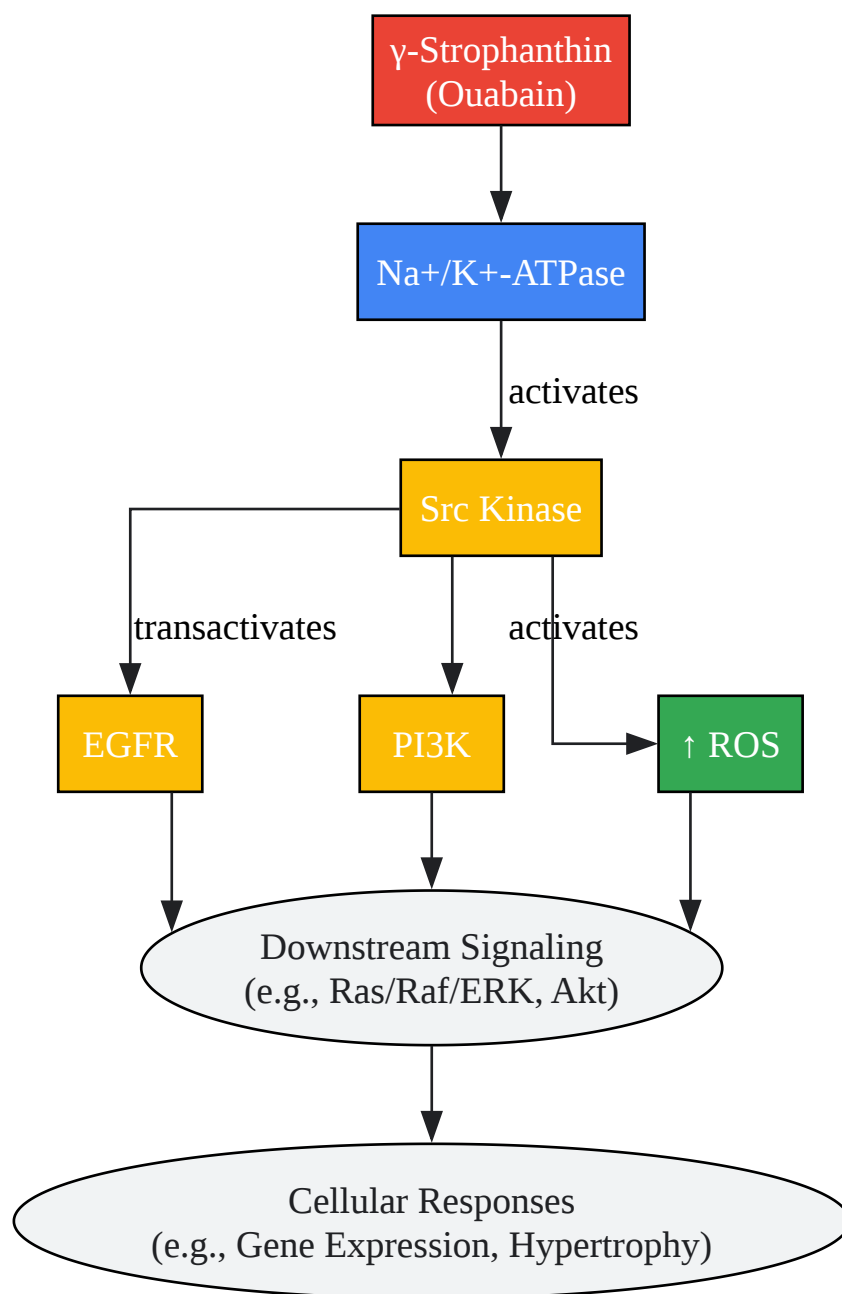 γ-Strophanthin
(Ouabain)
Na+/K+-ATPase
activates
Src Kinase
transactivates
activates
EGFR
PI3K
↑ ROS
Downstream Signaling
(e.g., Ras/Raf/ERK, Akt)
Cellular Responses
(e.g., Gene Expression, Hypertrophy)